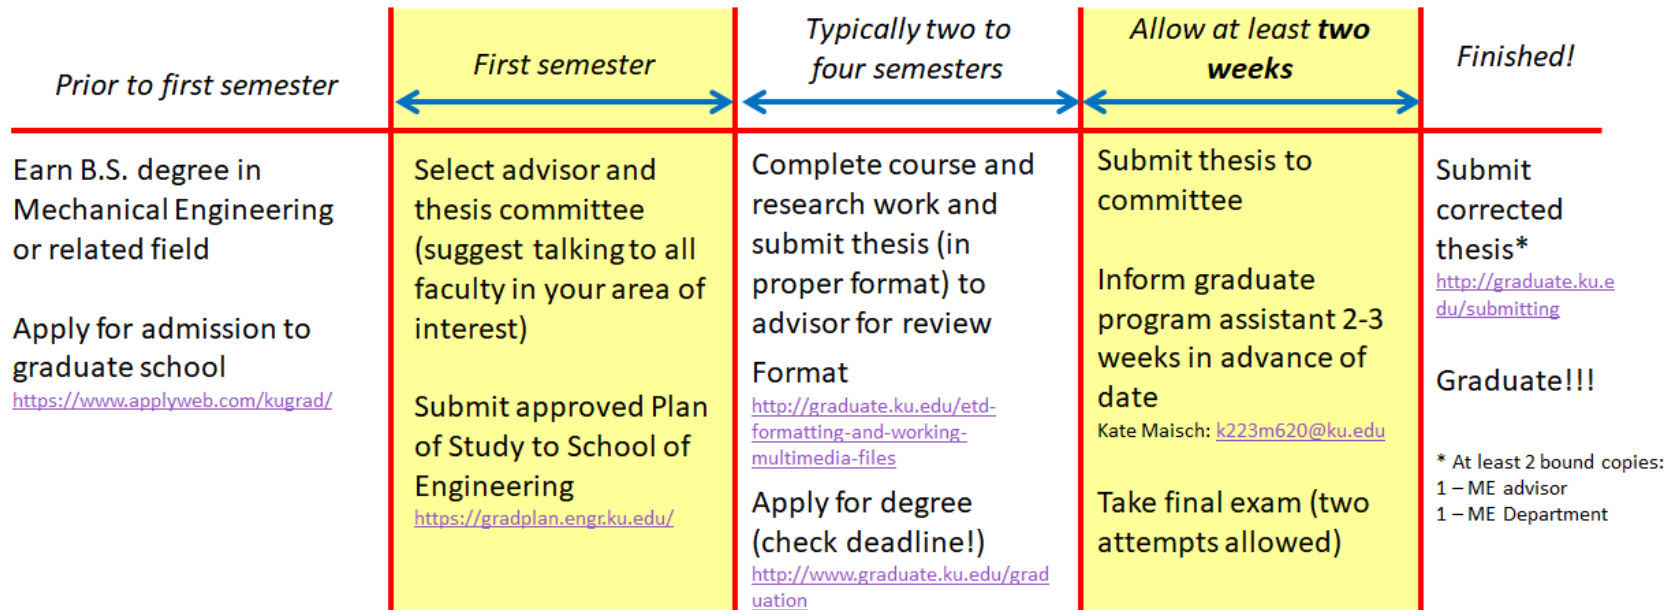 Prior to first semester
First semester
Typically two to
four semesters
Allow at least two
weeks
Finished!
Earn B.S. degree in
Mechanical Engineering
or related field
Apply for admission to
graduate school
https://www.applyweb.com/kugrad/
Select advisor and
thesis committee
(suggest talking to all
faculty in your area of
interest)
Submit approved Plan
of Study to School of
Engineering
https://gradplan.engr.ku.edu/
Complete course and
research work and
submit thesis (in
proper format) to
advisor for review
Format
http://graduate.ku.edu/etd-
formatting-and-working-
multimedia-files
Apply for degree
(check deadline!)
http://www.graduate.ku.edu/grad
uation
Submit thesis to
committee
Inform graduate
program assistant 2-3
weeks in advance of
date
Kate Maisch: k223m620@ku.edu
Take final exam (two
attempts allowed)
Submit
corrected
thesis*
http://graduate.ku.e
du/submitting
Graduate!!!
* At least 2 bound copies:
1 – ME advisor
1 – ME Department